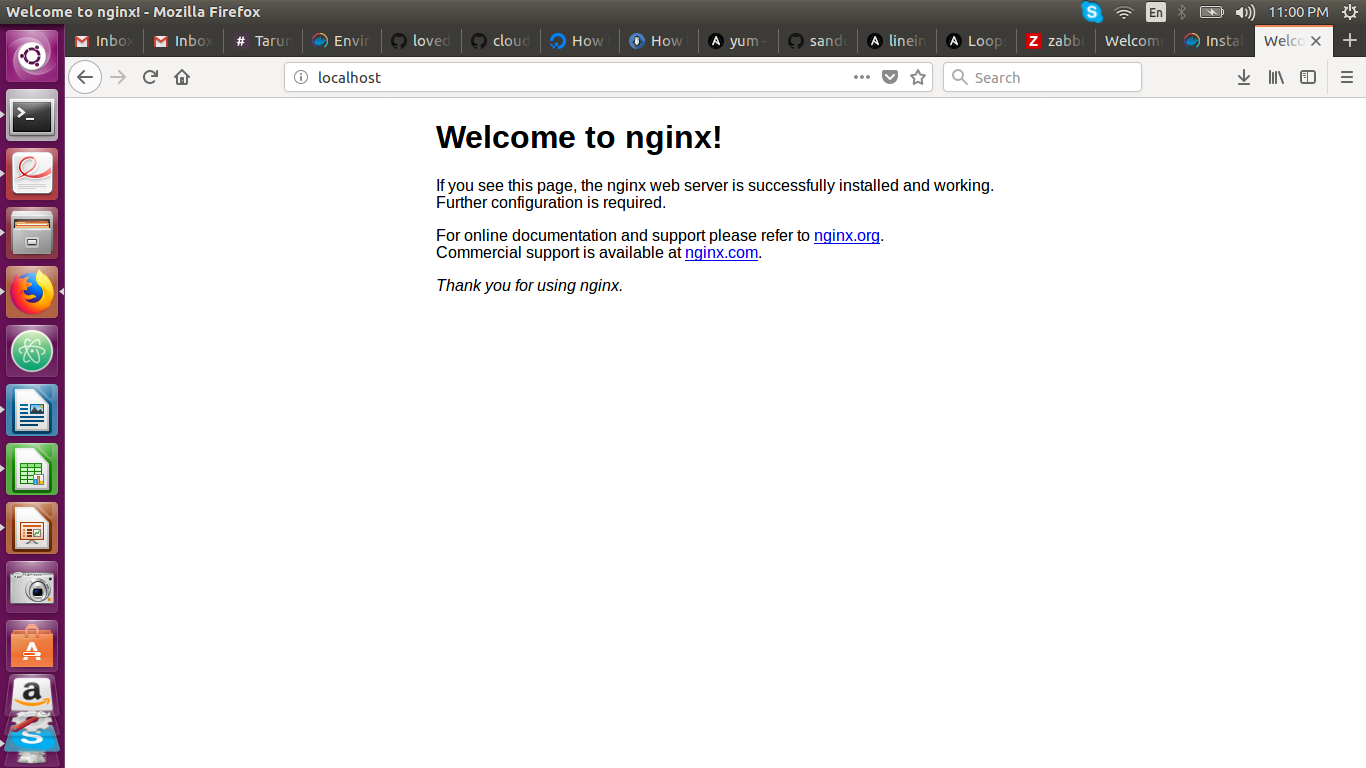 Welcome to nginx! - Mozilla Firefox
En
11:00 PM
Inbox
Inbox
# Tarun
Envir
loved
cloud
How
How
A yum -
sand
A linein
A Loop
Z zabbi
Welcome
Instal
Welco
localhost
Search
Welcome to nginx!
If you see this page, the nginx web server is successfully installed and working.
Further configuration is required.
For online documentation and support please refer to nginx.org.
Commercial support is available at nginx.com.
Thank you for using nginx.
>_
A
a
S